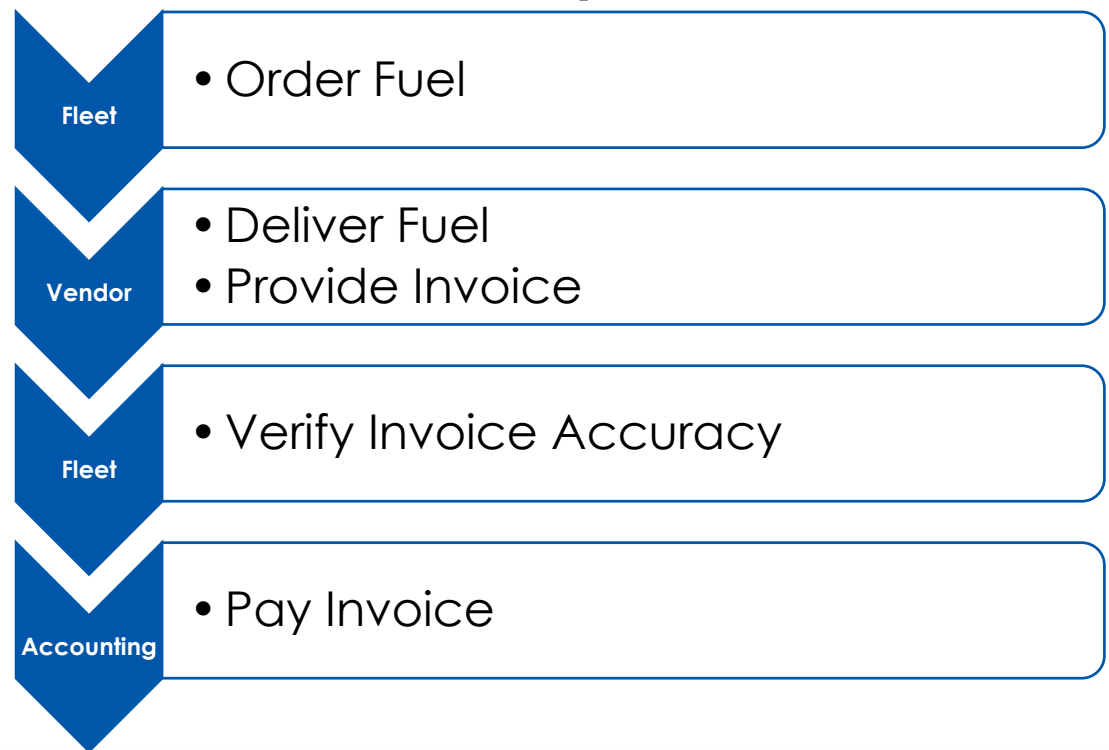 Fleet
• Order Fuel
Vendor
• Deliver Fuel
• Provide Invoice
Fleet
• Verify Invoice Accuracy
Accounting
• Pay Invoice